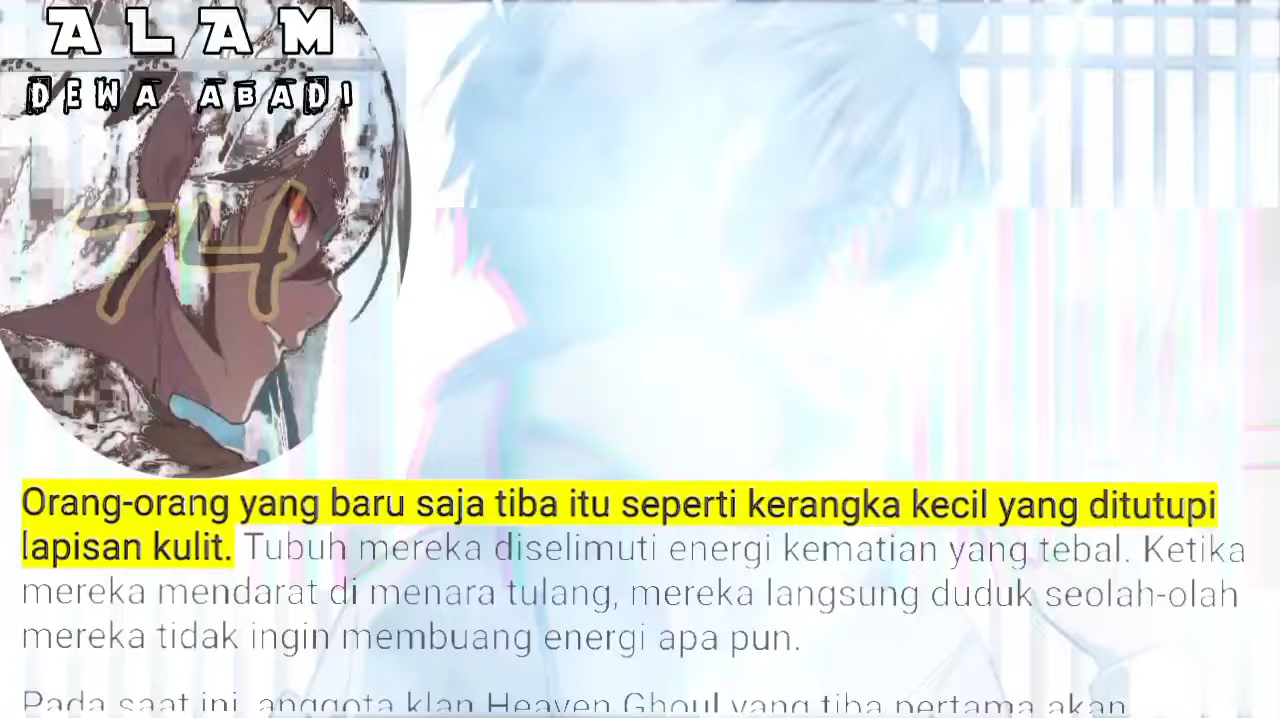 ALAM
DEWA ABADI
74
Orang-orang yang baru saja tiba itu seperti kerangka kecil yang ditutupi
lapisan kulit. Tubuh mereka diselimuti energi kematian yang tebal. Ketika
mereka mendarat di menara tulang, mereka langsung duduk seolah-olah
mereka tidak ingin membuang energi apa pun.
Pada saat ini, anggota klan Heaven Ghoul yang tiba pertama akan